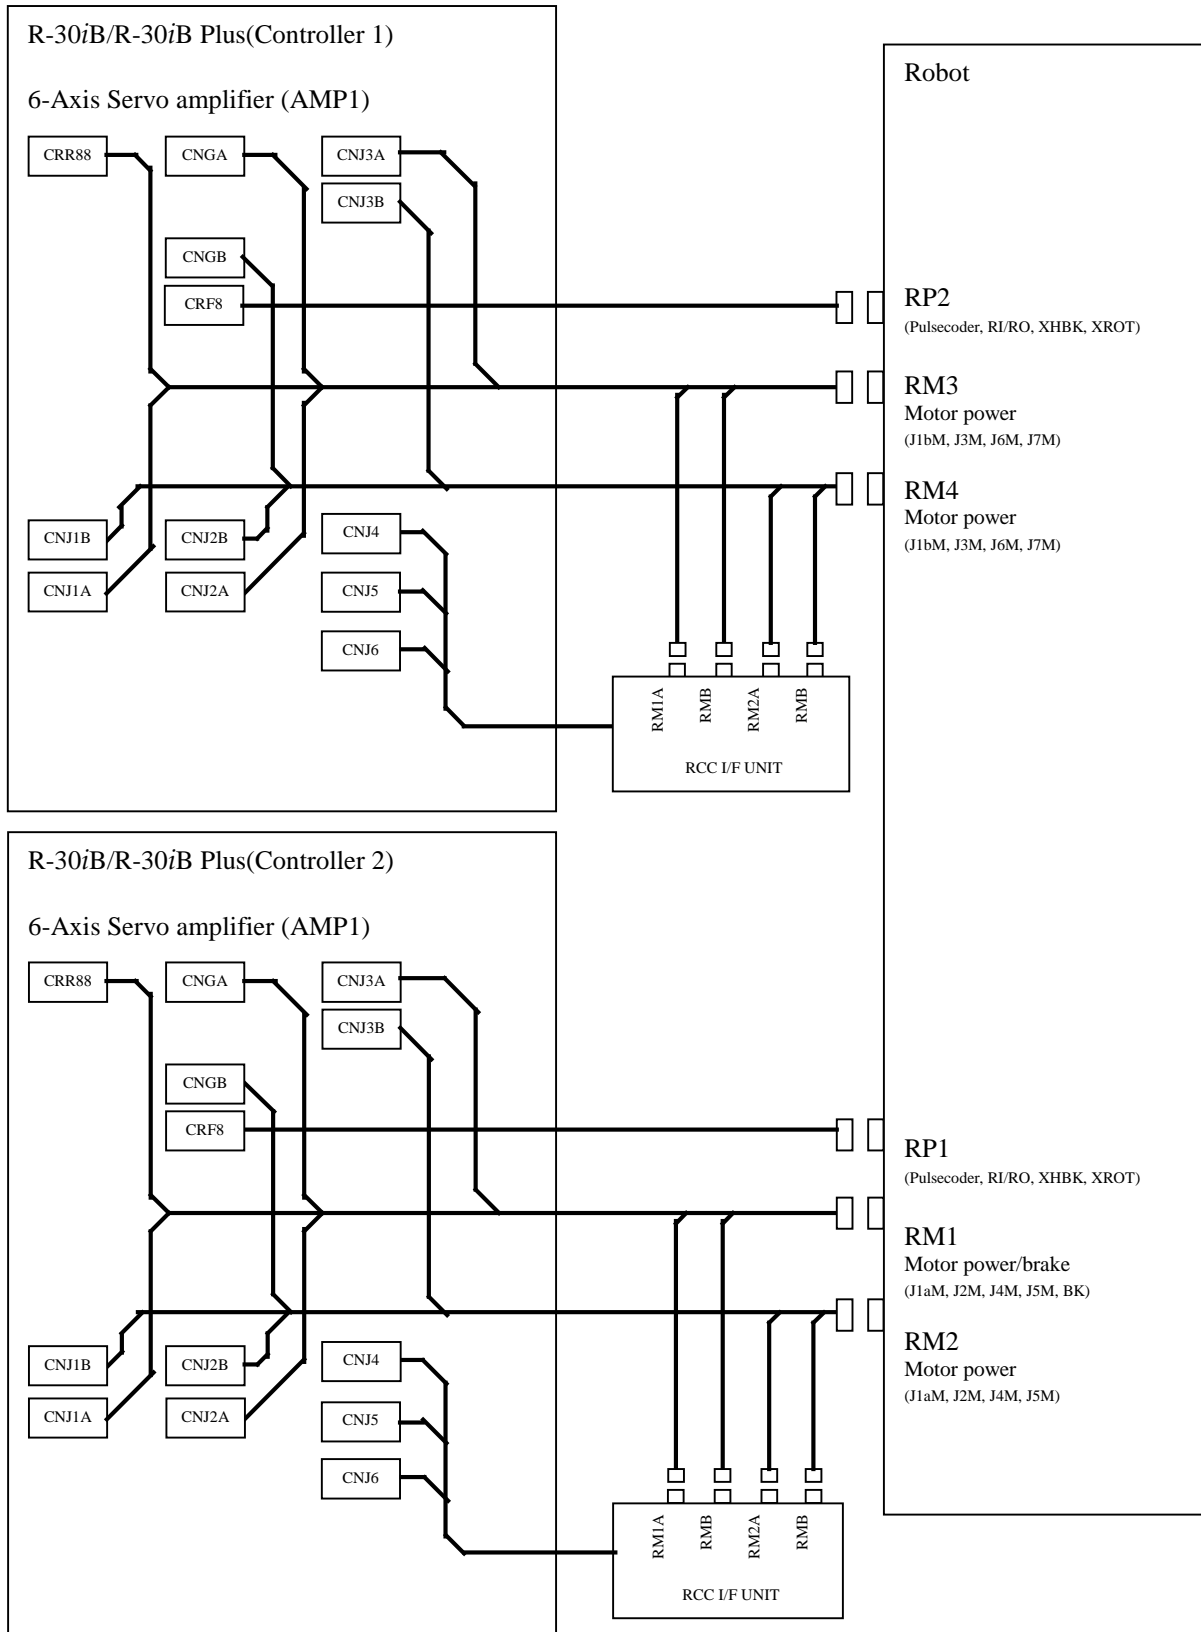 R-30iB/R-30iB Plus(Controller 1)
6-Axis Servo amplifier (AMP1)
CRR88
CNGA
CNJ3A
CNJ3B
CNGB
CRF8
CNJ1B
CNJ2B
CNJ4
CNJ1A
CNJ2A
CNJ5
CNJ6
RM1A
RMB
RM2A
RMB
RCC I/F UNIT
Robot
RP2
(Pulsecoder, RI/RO, XHBK, XROT)
RM3
Motor power
(J1bM, J3M, J6M, J7M)
RM4
Motor power
(J1bM, J3M, J6M, J7M)
R-30iB/R-30iB Plus(Controller 2)
6-Axis Servo amplifier (AMP1)
CRR88
CNGA
CNJ3A
CNJ3B
CNGB
CRF8
CNJ1B
CNJ2B
CNJ4
CNJ1A
CNJ2A
CNJ5
CNJ6
RM1A
RMB
RM2A
RMB
RCC I/F UNIT
RP1
(Pulsecoder, RI/RO, XHBK, XROT)
RM1
Motor power/brake
(J1aM, J2M, J4M, J5M, BK)
RM2
Motor power
(J1aM, J2M, J4M, J5M)